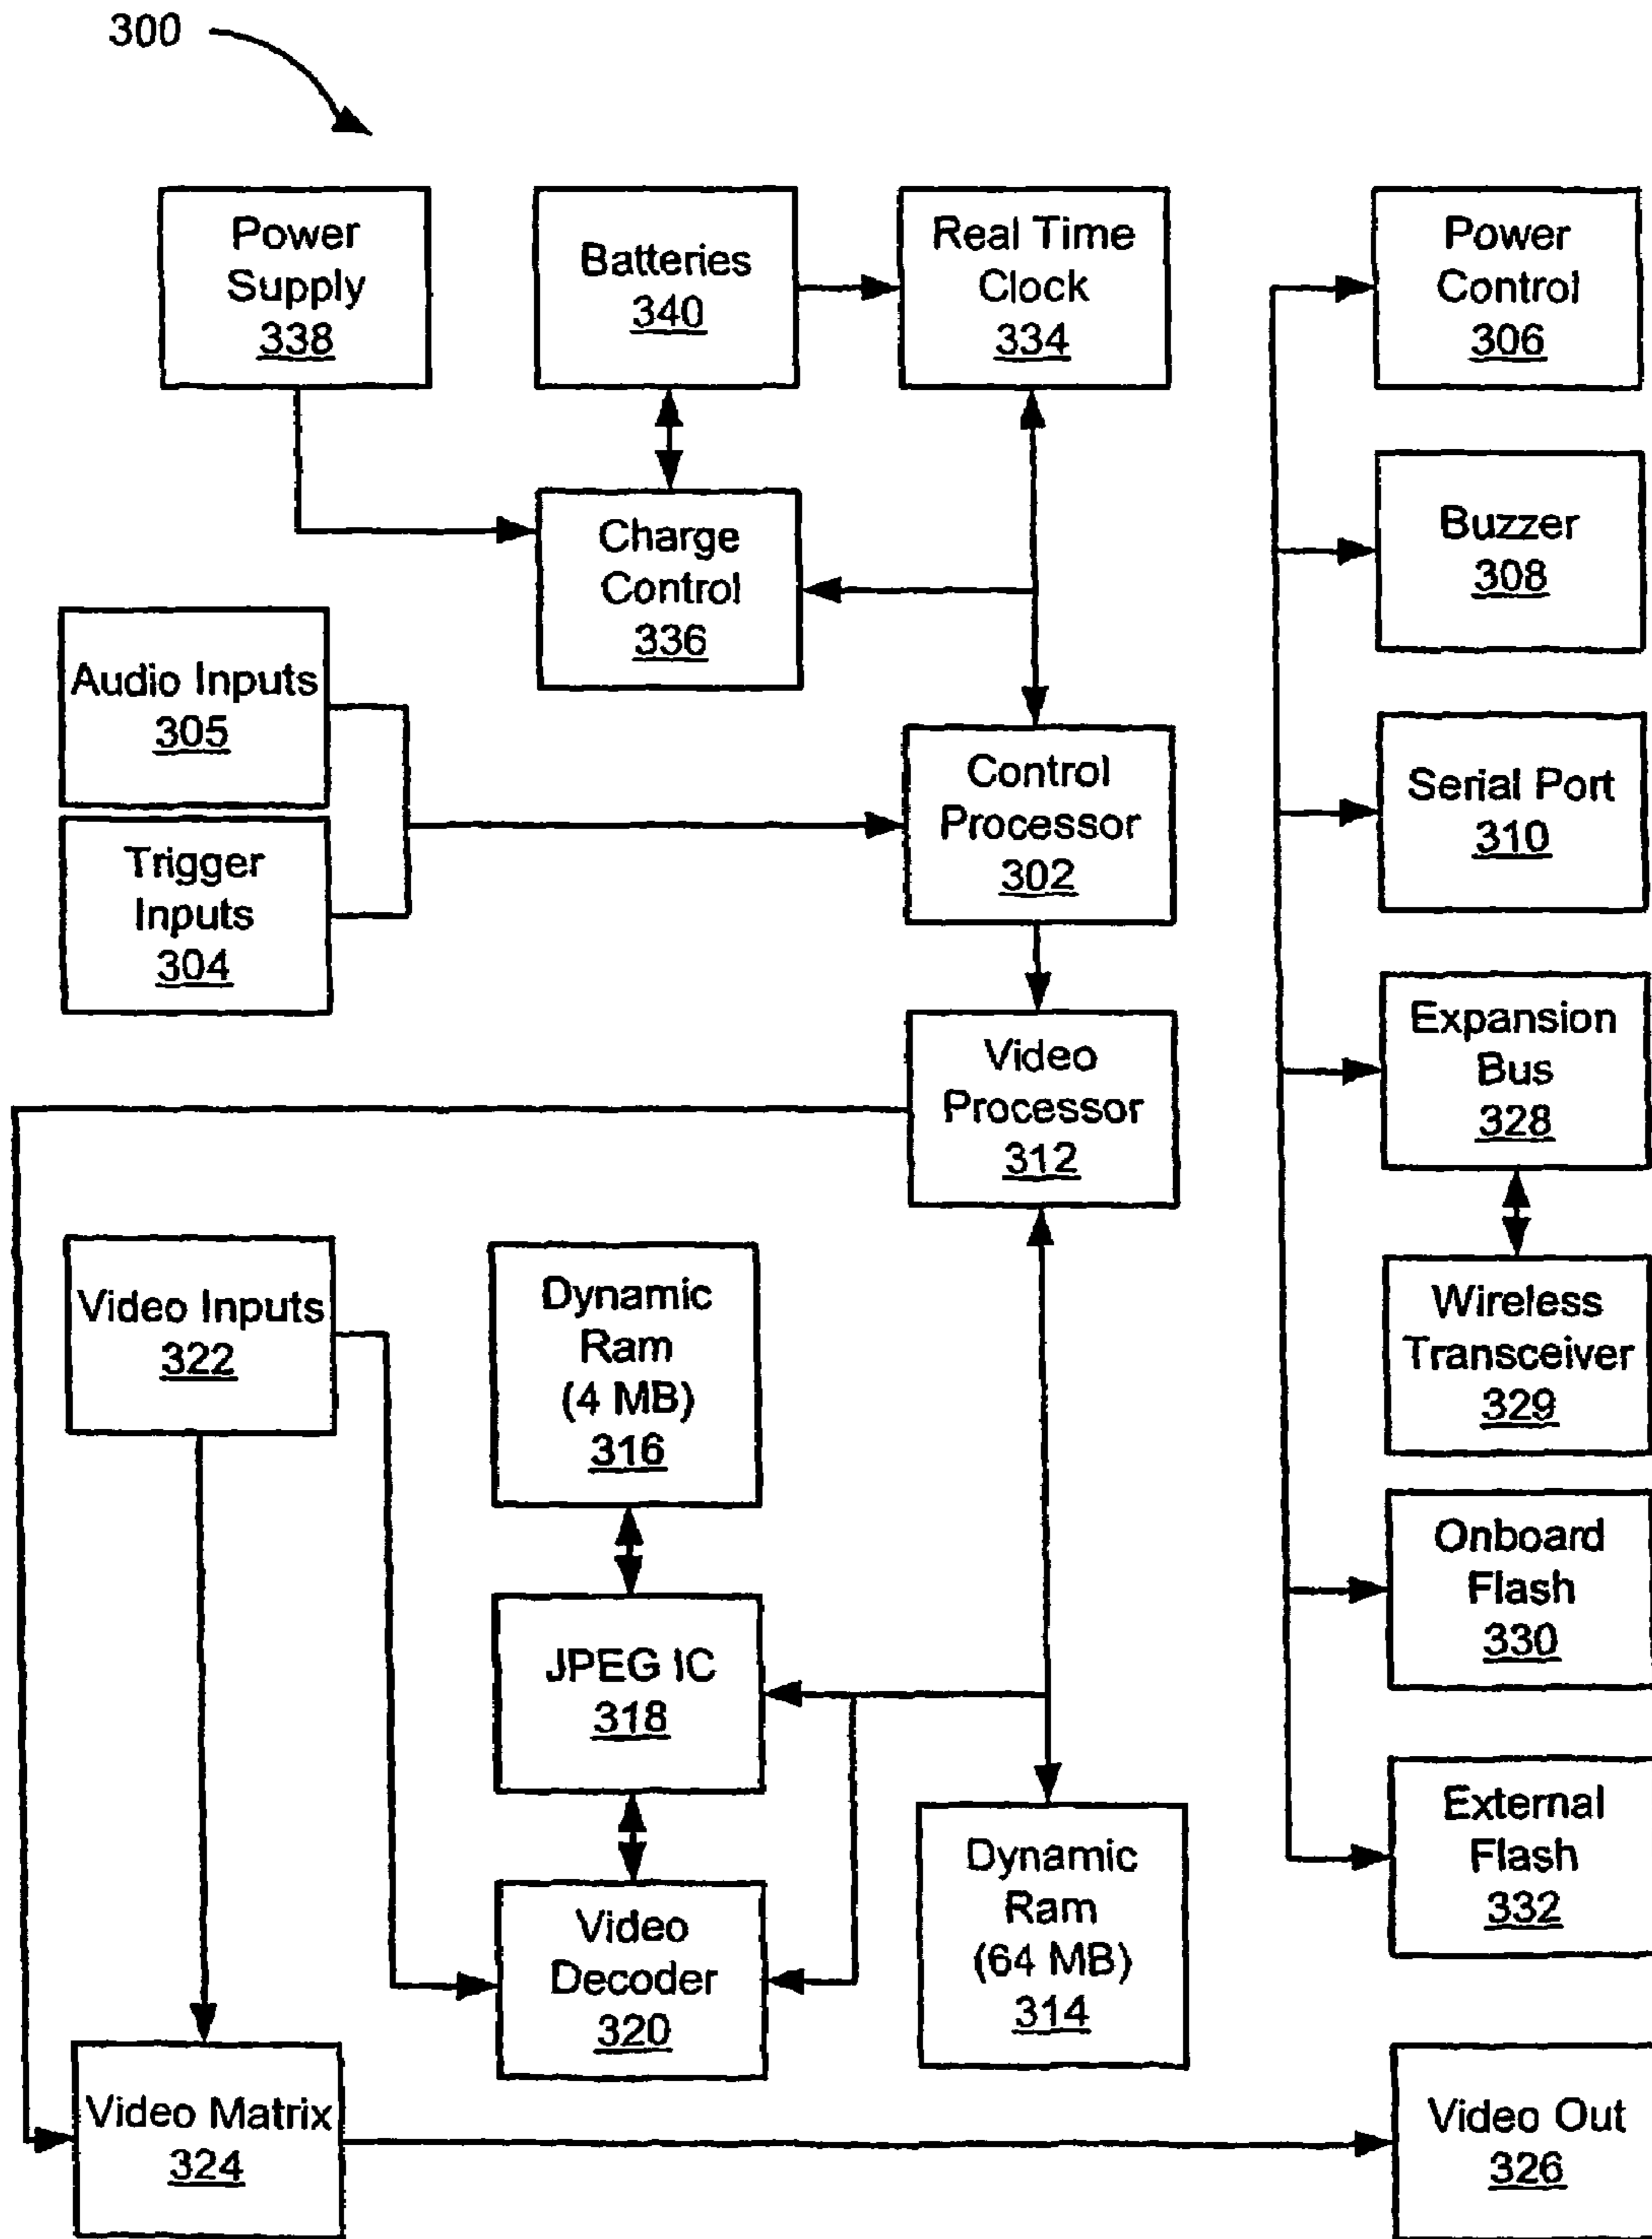 300
Power
Supply
338
Batteries
340
Real Time
Clock
334
Power
Control
306
Charge
Control
336
Buzzer
308
Audio Inputs
305
Trigger
Inputs
304
Control
Processor
302
Serial Port
310
Video
Processor
312
Expansion
Bus
328
Video Inputs
322
Dynamic
Ram
(4 MB)
316
Wireless
Transceiver
329
JPEG IC
318
Onboard
Flash
330
Video
Decoder
320
Dynamic
Ram
(64 MB)
314
External
Flash
332
Video Matrix
324
Video Out
326